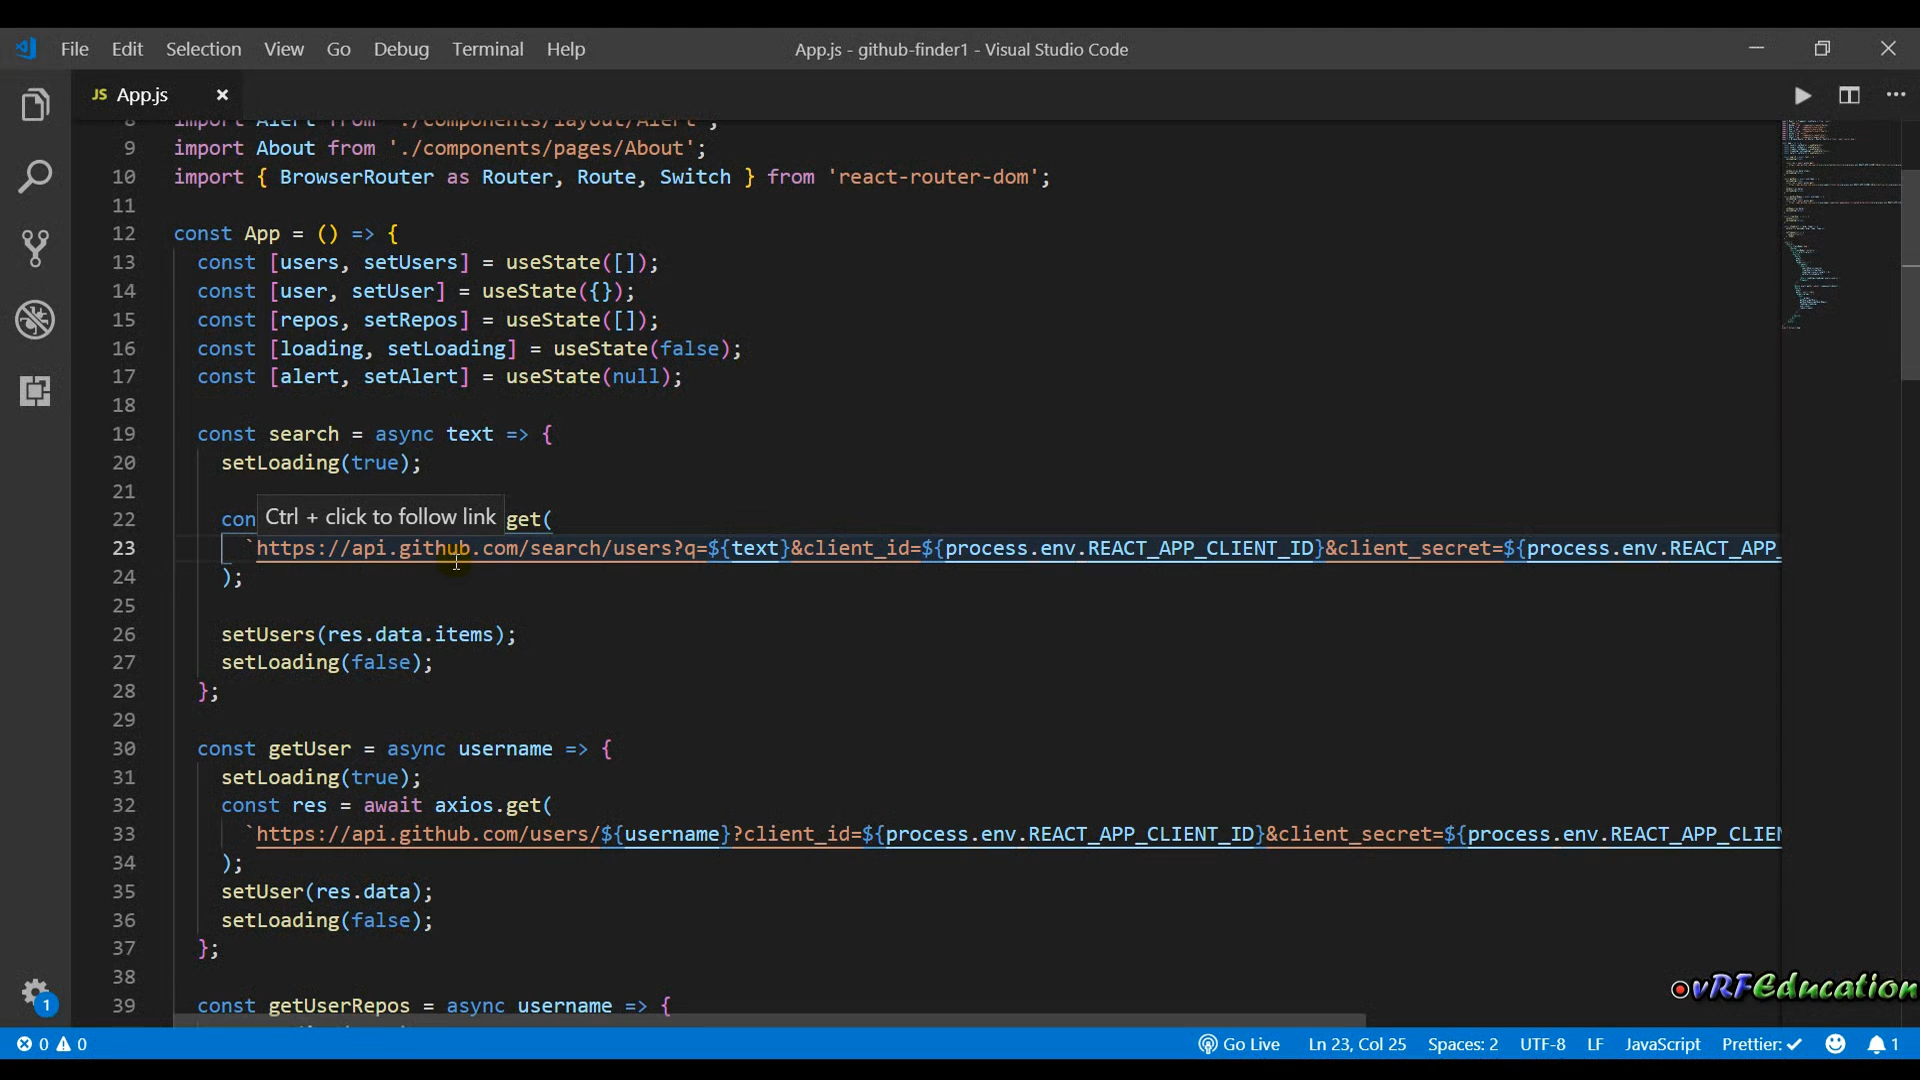 File Edit Selection View Go Debug Terminal Help
App.js - github-finder1 - Visual Studio Code
JS App.js
8 import Alert from './components/layout/Alert';
9 import About from './components/pages/About';
10 import { BrowserRouter as Router, Route, Switch } from 'react-router-dom';
11
12 const App = () => {
13 const [users, setUsers] = useState([]);
14 const [user, setUser] = useState({});
15 const [repos, setRepos] = useState([]);
16 const [loading, setLoading] = useState(false);
17 const [alert, setAlert] = useState(null);
18
19 const search = async text => {
20 setLoading(true);
21
Ctrl + click to follow link
22 con get(
23 `https://api.github.com/search/users?q=${text}&client_id=${process.env.REACT_APP_CLIENT_ID}&client_secret=${process.env.REACT_APP_
24 );
25
26 setUsers(res.data.items);
27 setLoading(false);
28 };
29
30 const getUser = async username => {
31 setLoading(true);
32 const res = await axios.get(
33 `https://api.github.com/users/${username}?client_id=${process.env.REACT_APP_CLIENT_ID}&client_secret=${process.env.REACT_APP_CLIEN
34 );
35 setUser(res.data);
36 setLoading(false);
37 };
38
39 const getUserRepos = async username => {
vRFEducation
1
0 0 Go Live Ln 23, Col 25 Spaces: 2 UTF-8 LF JavaScript Prettier: ✓ 1